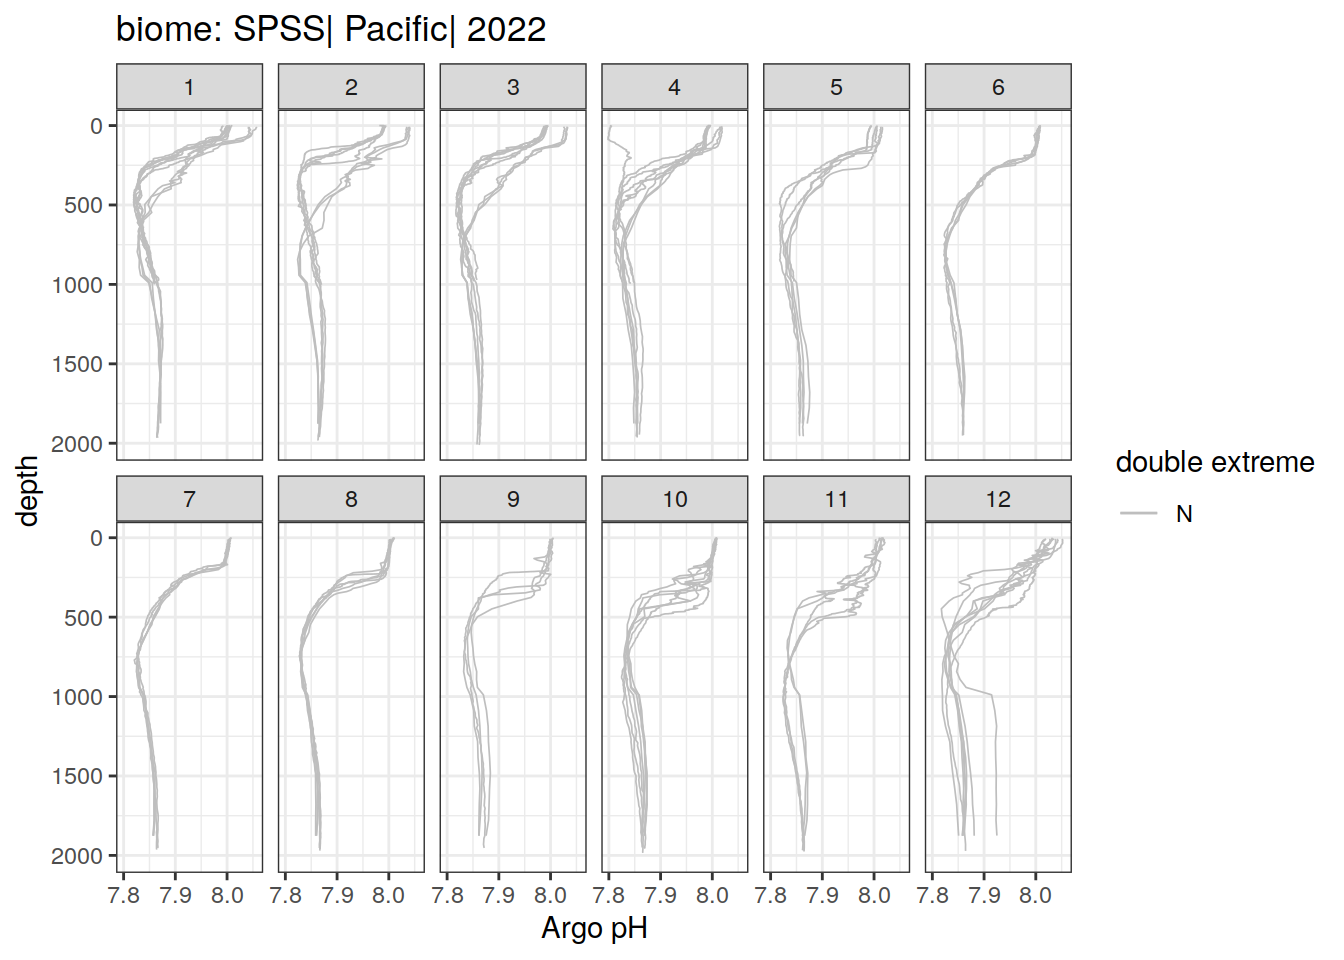 biome: SPSS| Pacific| 2022
1 2 3 4 5 6
0
500
1000
1500
2000
7 8 9 10 11 12
0
500
1000
1500
2000
7.8 7.9 8.0 7.8 7.9 8.0 7.8 7.9 8.0 7.8 7.9 8.0 7.8 7.9 8.0 7.8 7.9 8.0
Argo pH
depth
double extreme
N